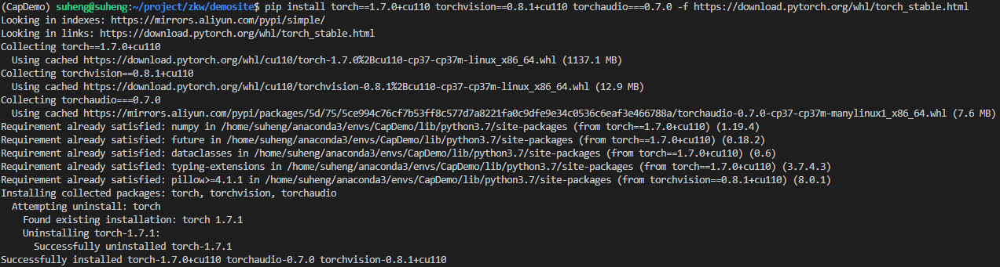 (CapDemo) suheng@suheng:~/project/zkw/demosite$ pip install torch==1.7.0+cu110 torchvision==0.8.1+cu110 torchaudio===0.7.0 -f https://download.pytorch.org/whl/torch_stable.html
Looking in indexes: https://mirrors.aliyun.com/pypi/simple/
Looking in links: https://download.pytorch.org/whl/torch_stable.html
Collecting torch==1.7.0+cu110
  Using cached https://download.pytorch.org/whl/cu110/torch-1.7.0%2Bcu110-cp37-cp37m-linux_x86_64.whl (1137.1 MB)
Collecting torchvision==0.8.1+cu110
  Using cached https://download.pytorch.org/whl/cu110/torchvision-0.8.1%2Bcu110-cp37-cp37m-linux_x86_64.whl (12.9 MB)
Collecting torchaudio===0.7.0
  Using cached https://mirrors.aliyun.com/pypi/packages/5d/75/5ce994c76cf7b53ff8c577d7a8221fa0c9dfe9e34c0536c6eaf3e466788a/torchaudio-0.7.0-cp37-cp37m-manylinux1_x86_64.whl (7.6 MB)
Requirement already satisfied: numpy in /home/suheng/anaconda3/envs/CapDemo/lib/python3.7/site-packages (from torch==1.7.0+cu110) (1.19.4)
Requirement already satisfied: future in /home/suheng/anaconda3/envs/CapDemo/lib/python3.7/site-packages (from torch==1.7.0+cu110) (0.18.2)
Requirement already satisfied: dataclasses in /home/suheng/anaconda3/envs/CapDemo/lib/python3.7/site-packages (from torch==1.7.0+cu110) (0.6)
Requirement already satisfied: typing-extensions in /home/suheng/anaconda3/envs/CapDemo/lib/python3.7/site-packages (from torch==1.7.0+cu110) (3.7.4.3)
Requirement already satisfied: pillow>=4.1.1 in /home/suheng/anaconda3/envs/CapDemo/lib/python3.7/site-packages (from torchvision==0.8.1+cu110) (8.0.1)
Installing collected packages: torch, torchvision, torchaudio
  Attempting uninstall: torch
    Found existing installation: torch 1.7.1
    Uninstalling torch-1.7.1:
      Successfully uninstalled torch-1.7.1
Successfully installed torch-1.7.0+cu110 torchaudio-0.7.0 torchvision-0.8.1+cu110